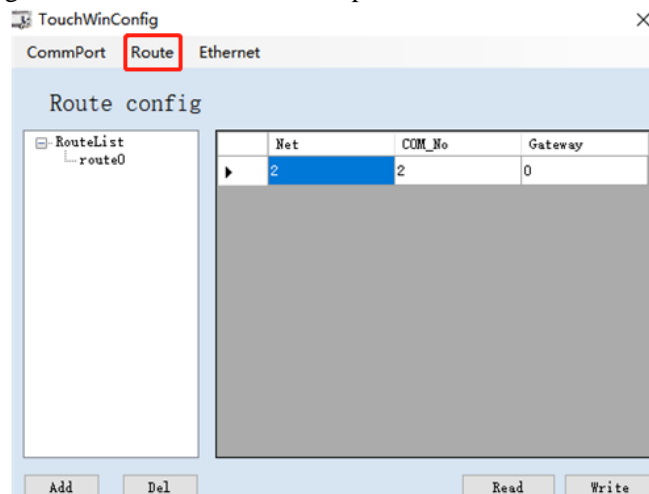 TouchWinConfig
CommPort Route Ethernet
Route config
RouteList
route0
Net COM_No Gateway
2 2 0
Add Del Read Write